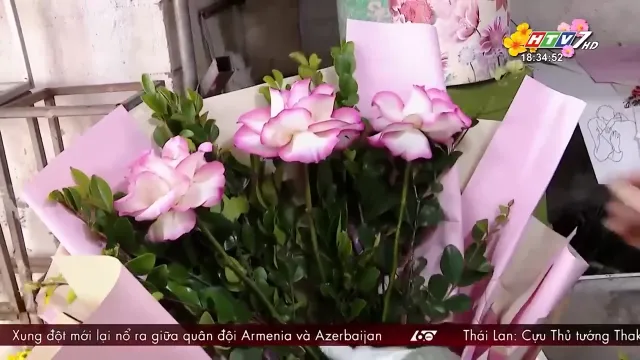 HTV7 HD
18:34:52
Xung đột mới lại nổ ra giữa quân đội Armenia và Azerbaijan
60 Thái Lan: Cựu Thủ tướng Thak